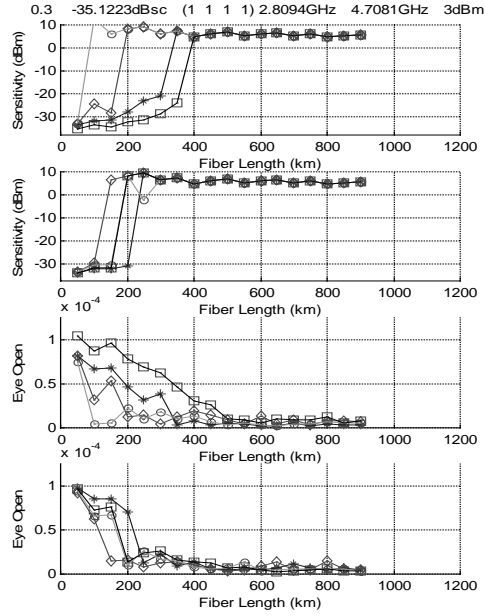 0.3 -35.1223dBsc (1 1 1 1) 2.8094GHz 4.7081GHz 3dBm
10
0
-10
-20
-30
Sensitivity (dBm)
0 200 400 600 800 1000 1200
Fiber Length (km)
10
0
-10
-20
-30
Sensitivity (dBm)
0 200 400 600 800 1000 1200
Fiber Length (km)
x 10-4
1
0.5
0
Eye Open
0 200 400 600 800 1000 1200
Fiber Length (km)
x 10-4
1
0.5
0
Eye Open
0 200 400 600 800 1000 1200
Fiber Length (km)